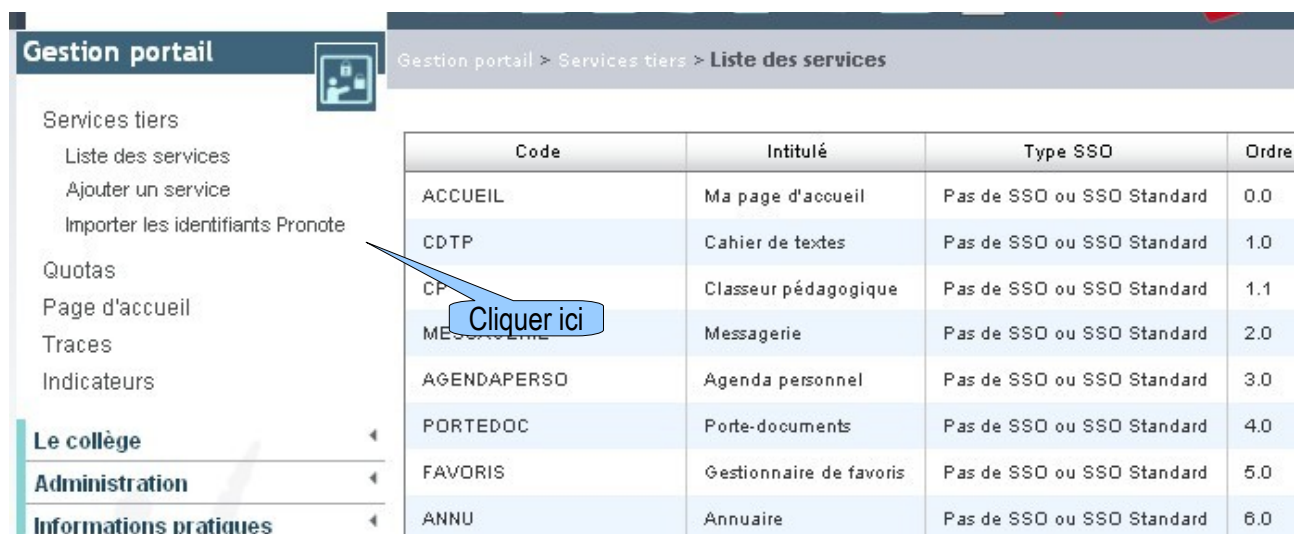 Gestion portail
Gestion portail > Services tiers > Liste des services
Services tiers
Liste des services
Ajouter un service
Importer les identifiants Pronote
Quotas
Page d'accueil
Traces
Indicateurs
Le collège
Administration
Informations pratiques
Cliquer ici
Code Intitulé Type SSO Ordre
ACCUEIL Ma page d'accueil Pas de SSO ou SSO Standard 0.0
CDTP Cahier de textes Pas de SSO ou SSO Standard 1.0
CP Classeur pédagogique Pas de SSO ou SSO Standard 1.1
Messagerie Pas de SSO ou SSO Standard 2.0
AGENDAPERSO Agenda personnel Pas de SSO ou SSO Standard 3.0
PORTEDOC Porte-documents Pas de SSO ou SSO Standard 4.0
FAVORIS Gestionnaire de favoris Pas de SSO ou SSO Standard 5.0
ANNU Annuaire Pas de SSO ou SSO Standard 6.0